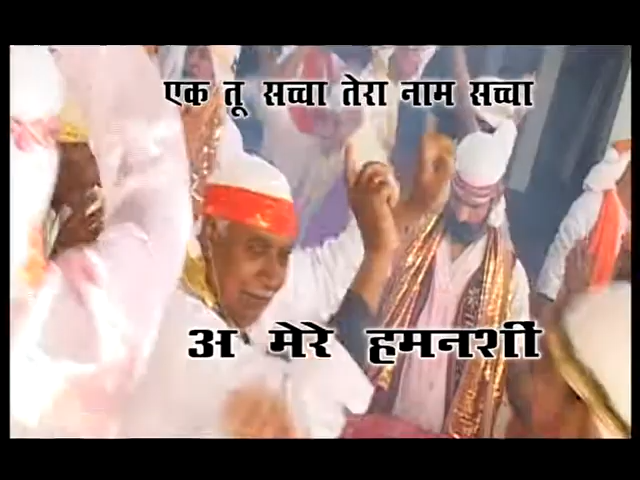 एक तू सच्चा तेरा नाम सच्चा
अ मेरे हमनशीं